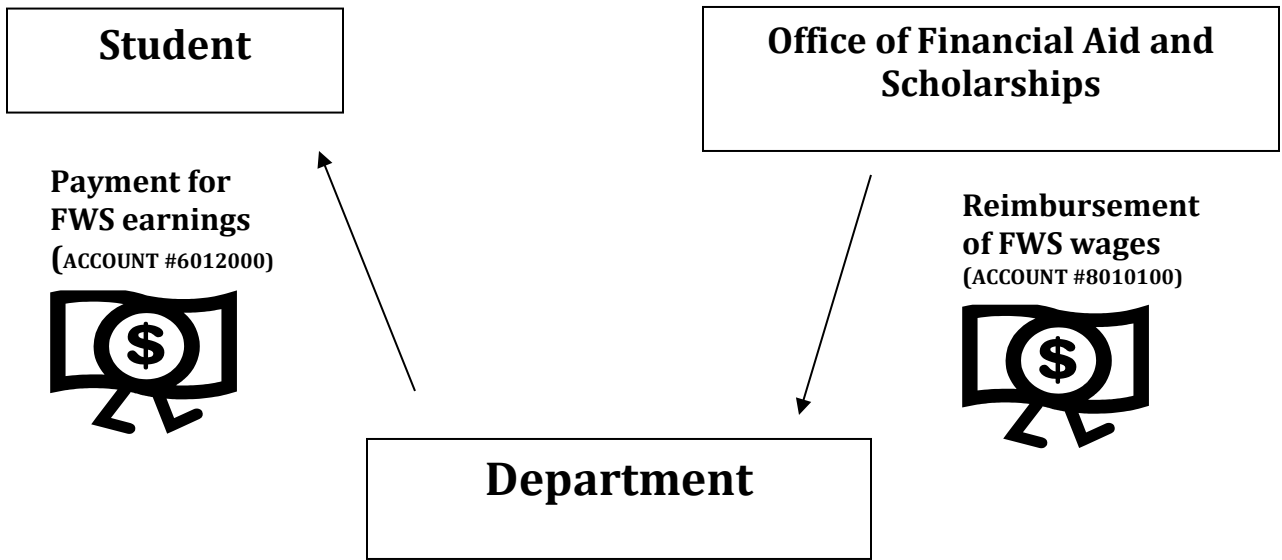 Student
Office of Financial Aid and
Scholarships
Payment for
FWS earnings
(ACCOUNT #6012000)
$
Reimbursement
of FWS wages
(ACCOUNT #8010100)
$
Department